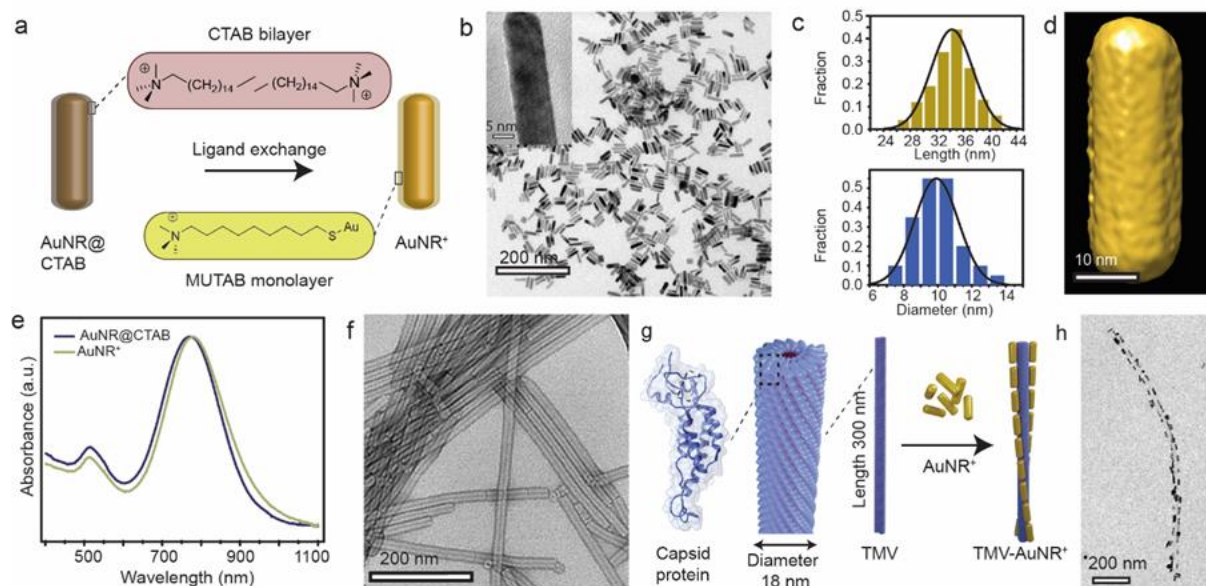 a
CTAB bilayer
(CH2)14
(CH2)14
N
N
AuNR@
CTAB
Ligand exchange
N
S
Au
MUTAB monolayer
AuNR+
b
5 nm
200 nm
c
Fraction
0.5
0.4
0.3
0.2
0.1
0.0
24 28 32 36 40 44
Length (nm)
Fraction
0.5
0.4
0.3
0.2
0.1
0.0
6 8 10 12 14
Diameter (nm)
d
10 nm
e
AuNR@CTAB
AuNR+
Absorbance (a.u.)
500 700 900 1100
Wavelength (nm)
f
200 nm
g
Capsid
protein
Diameter
18 nm
Length 300 nm
TMV
AuNR+
TMV-AuNR+
h
200 nm